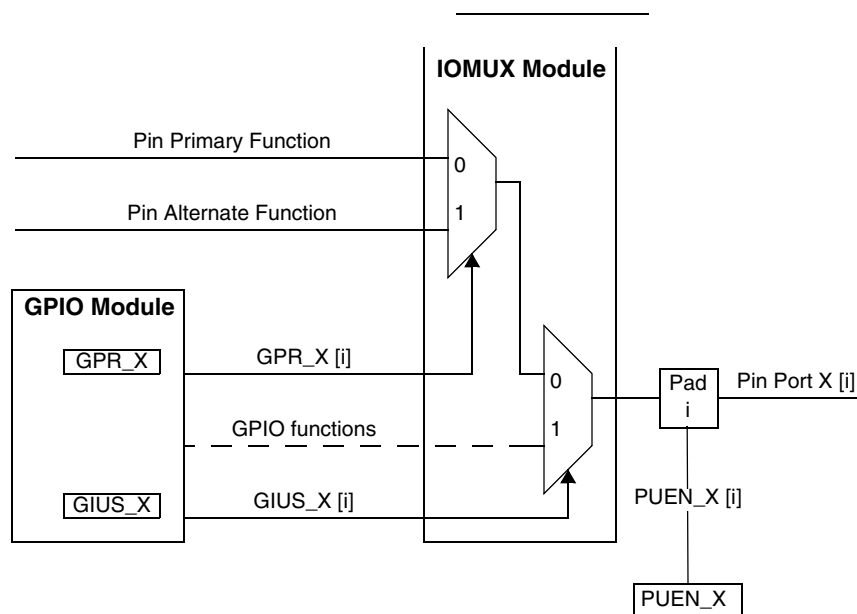 IOMUX Module
Pin Primary Function
0
Pin Alternate Function
1
GPIO Module
GPR_X
GPR_X [i]
0
Pad
i
Pin Port X [i]
GPIO functions
1
GIUS_X
GIUS_X [i]
PUEN_X [i]
PUEN_X